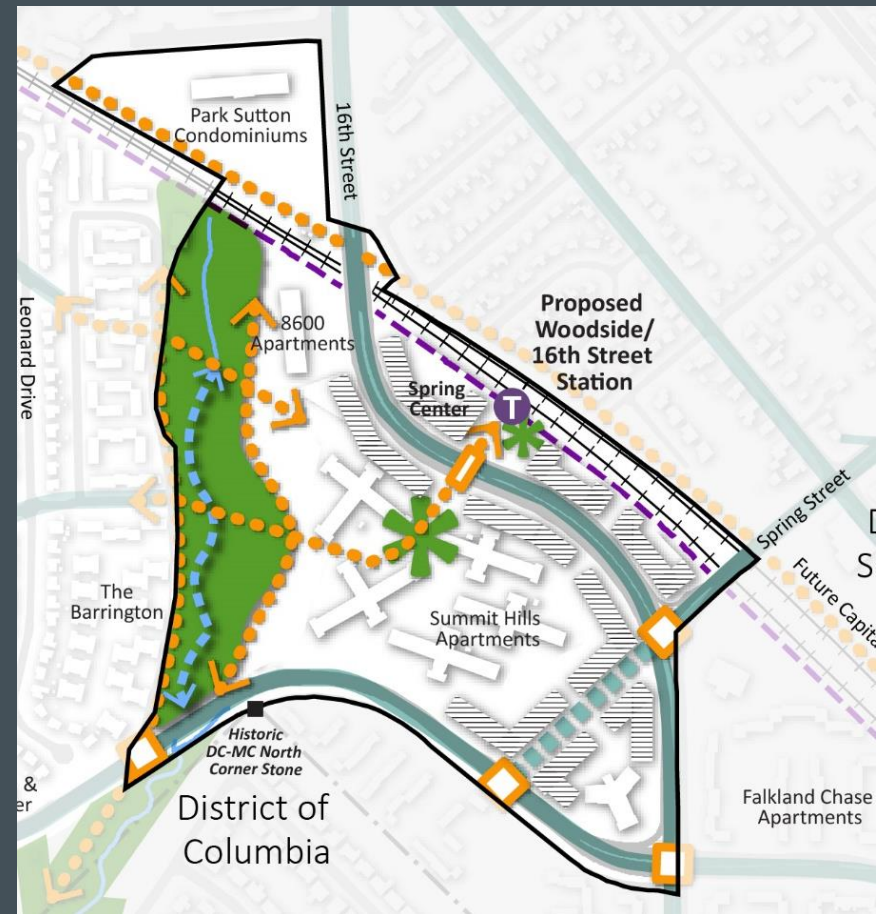 Park Sutton
Condominiums
16th Street
Proposed
Woodside/
16th Street
Station
8600
Apartments
Leonard Drive
Spring
Center
T
Spring Street
D
S
Future Capita
The
Barrington
Summit Hills
Apartments
Historic
DC-MC North
Corner Stone
&
er
District of
Columbia
Falkland Chase
Apartments